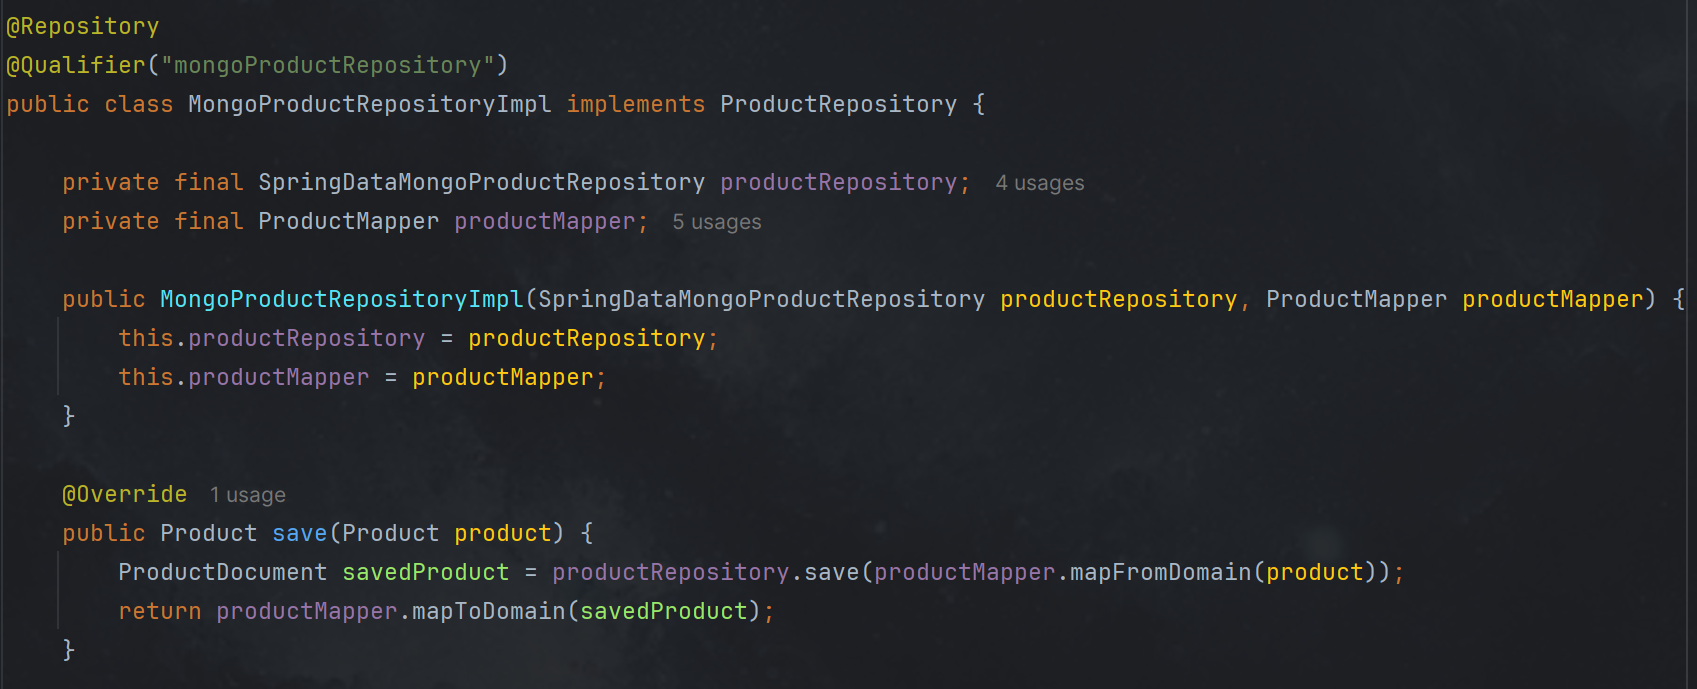 @Repository
@Qualifier("mongoProductRepository")
public class MongoProductRepositoryImpl implements ProductRepository {
private final SpringDataMongoProductRepository productRepository; 4 usages
private final ProductMapper productMapper; 5 usages
public MongoProductRepositoryImpl(SpringDataMongoProductRepository productRepository, ProductMapper productMapper) {
this.productRepository = productRepository;
this.productMapper = productMapper;
}
@Override 1 usage
public Product save(Product product) {
ProductDocument savedProduct = productRepository.save(productMapper.mapFromDomain(product));
return productMapper.mapToDomain(savedProduct);
}